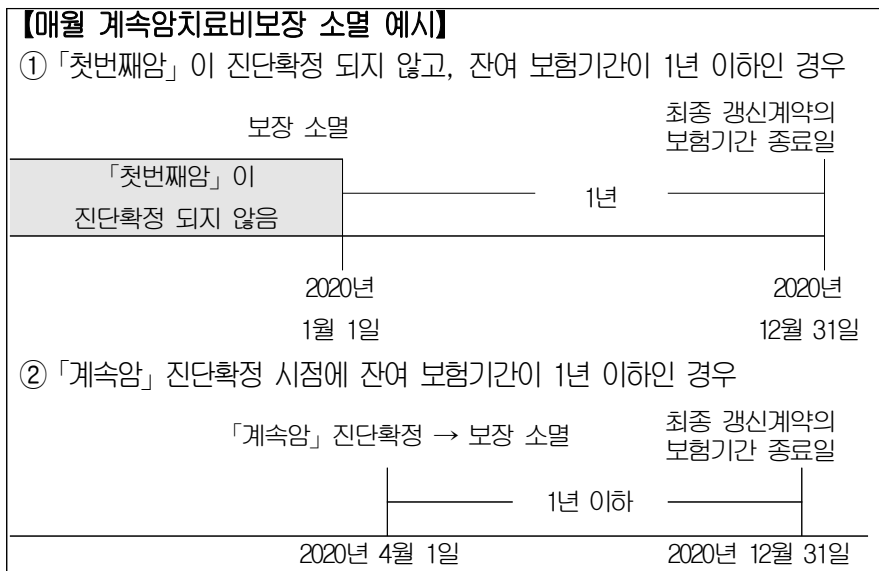 【매월 계속암치료비보장 소멸 예시】
①「첫번째암」이 진단확정 되지 않고, 잔여 보험기간이 1년 이하인 경우
보장 소멸
최종 갱신계약의
보험기간 종료일
「첫번째암」이
진단확정 되지 않음
1년
2020년
1월 1일
2020년
12월 31일
②「계속암」진단확정 시점에 잔여 보험기간이 1년 이하인 경우
「계속암」진단확정 → 보장 소멸
최종 갱신계약의
보험기간 종료일
1년 이하
2020년 4월 1일
2020년 12월 31일